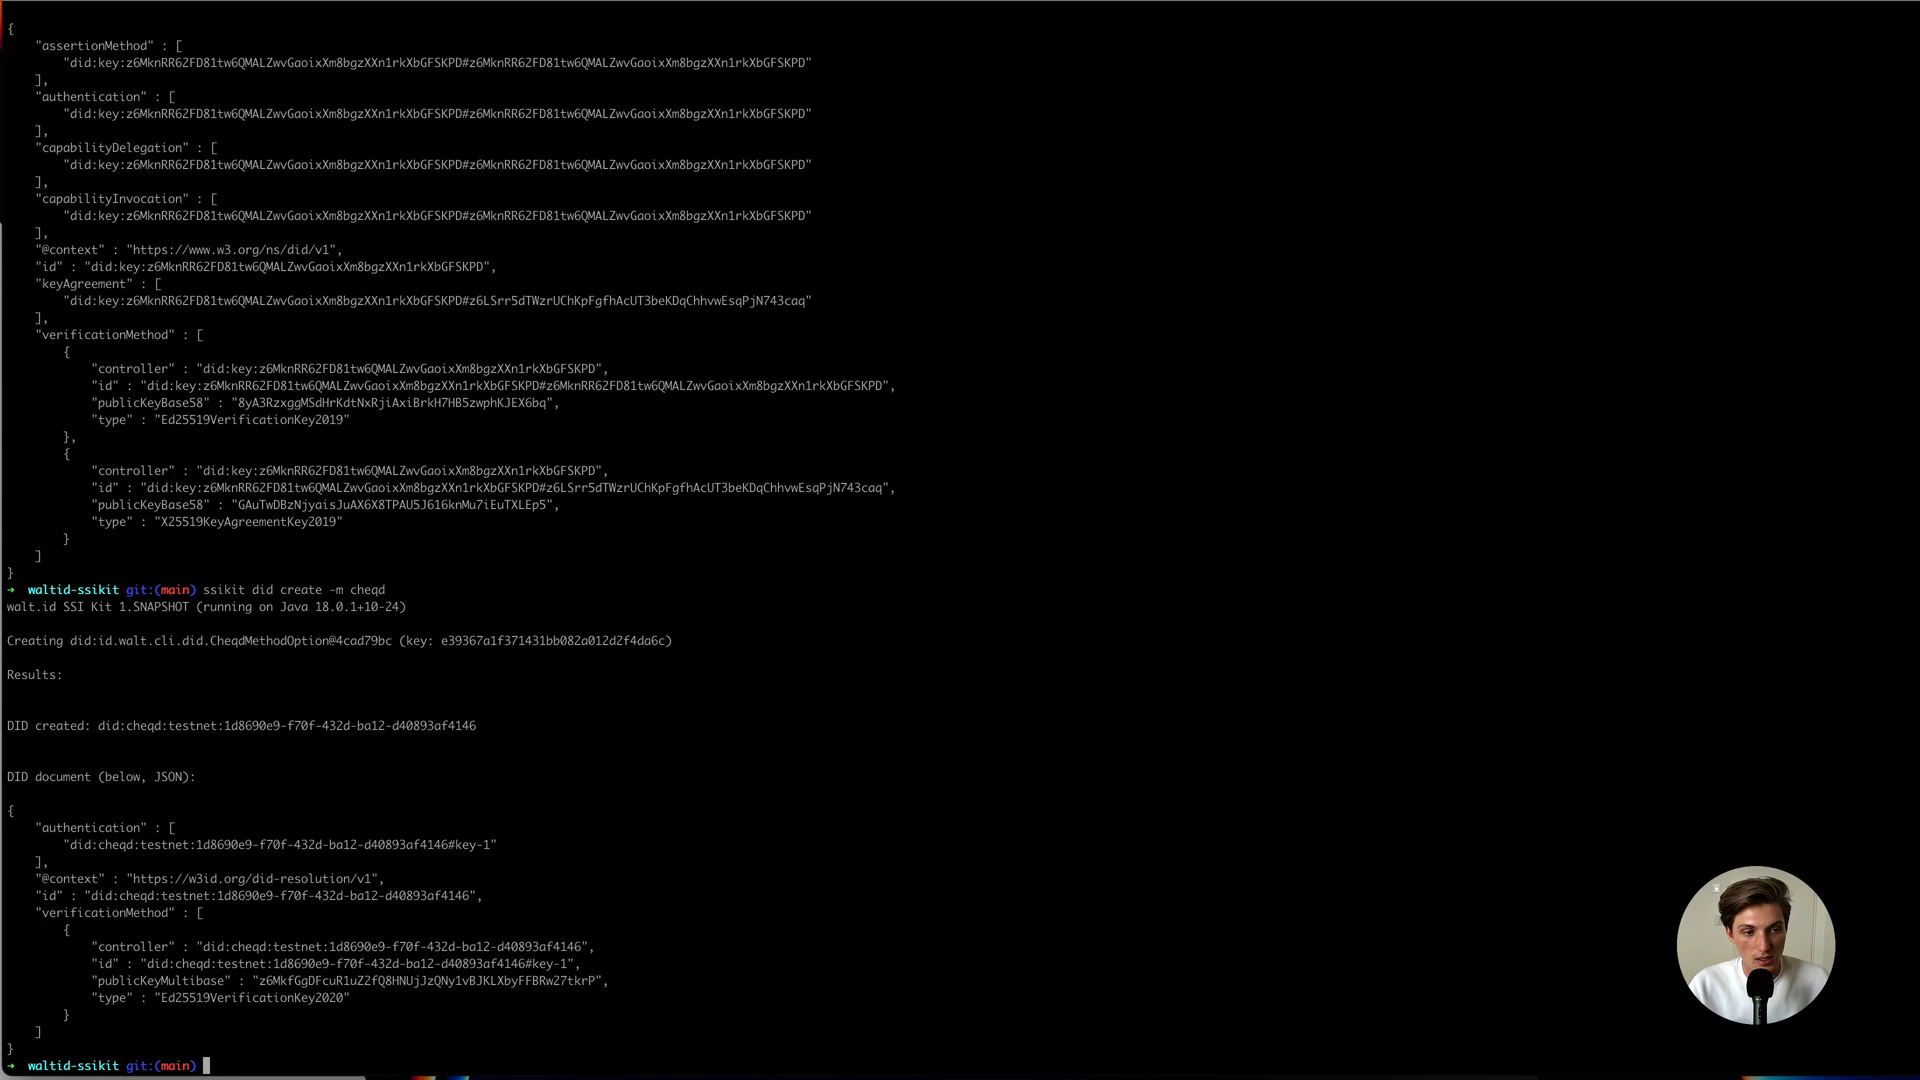 {
"assertionMethod" : [
"did:key:z6MknRR62FD81tw6QMALZwvGaoixXm8bgzXXn1rkXbGFSKPD#z6MknRR62FD81tw6QMALZwvGaoixXm8bgzXXn1rkXbGFSKPD"
],
"authentication" : [
"did:key:z6MknRR62FD81tw6QMALZwvGaoixXm8bgzXXn1rkXbGFSKPD#z6MknRR62FD81tw6QMALZwvGaoixXm8bgzXXn1rkXbGFSKPD"
],
"capabilityDelegation" : [
"did:key:z6MknRR62FD81tw6QMALZwvGaoixXm8bgzXXn1rkXbGFSKPD#z6MknRR62FD81tw6QMALZwvGaoixXm8bgzXXn1rkXbGFSKPD"
],
"capabilityInvocation" : [
"did:key:z6MknRR62FD81tw6QMALZwvGaoixXm8bgzXXn1rkXbGFSKPD#z6MknRR62FD81tw6QMALZwvGaoixXm8bgzXXn1rkXbGFSKPD"
],
"@context" : "https://www.w3.org/ns/did/v1",
"id" : "did:key:z6MknRR62FD81tw6QMALZwvGaoixXm8bgzXXn1rkXbGFSKPD",
"keyAgreement" : [
"did:key:z6MknRR62FD81tw6QMALZwvGaoixXm8bgzXXn1rkXbGFSKPD#z6LSrr5dTWzrUChKpFgfhAcUT3beKDqChhvwEsqPjN743caq"
],
"verificationMethod" : [
{
"controller" : "did:key:z6MknRR62FD81tw6QMALZwvGaoixXm8bgzXXn1rkXbGFSKPD",
"id" : "did:key:z6MknRR62FD81tw6QMALZwvGaoixXm8bgzXXn1rkXbGFSKPD#z6MknRR62FD81tw6QMALZwvGaoixXm8bgzXXn1rkXbGFSKPD",
"publicKeyBase58" : "8yA3RzxggMSdHrKdtNxRjiAxiBrkH7HB5zwphKJEX6bq",
"type" : "Ed25519VerificationKey2019"
},
{
"controller" : "did:key:z6MknRR62FD81tw6QMALZwvGaoixXm8bgzXXn1rkXbGFSKPD",
"id" : "did:key:z6MknRR62FD81tw6QMALZwvGaoixXm8bgzXXn1rkXbGFSKPD#z6LSrr5dTWzrUChKpFgfhAcUT3beKDqChhvwEsqPjN743caq",
"publicKeyBase58" : "GAuTwDBzNjyaisJuAX6X8TPAU5J616knMu7iEuTXLEp5",
"type" : "X25519KeyAgreementKey2019"
}
]
}
➜ waltid-ssikit git:(main) ssikit did create -m cheqd
walt.id SSI Kit 1.SNAPSHOT (running on Java 18.0.1+10-24)
Creating did:id.walt.cli.did.CheqdMethodOption@4cad79bc (key: e39367a1f371431bb082a012d2f4da6c)
Results:
DID created: did:cheqd:testnet:1d8690e9-f70f-432d-ba12-d40893af4146
DID document (below, JSON):
{
"authentication" : [
"did:cheqd:testnet:1d8690e9-f70f-432d-ba12-d40893af4146#key-1"
],
"@context" : "https://w3id.org/did-resolution/v1",
"id" : "did:cheqd:testnet:1d8690e9-f70f-432d-ba12-d40893af4146",
"verificationMethod" : [
{
"controller" : "did:cheqd:testnet:1d8690e9-f70f-432d-ba12-d40893af4146",
"id" : "did:cheqd:testnet:1d8690e9-f70f-432d-ba12-d40893af4146#key-1",
"publicKeyMultibase" : "z6MkfGgDFcuR1uZ2fQ8HNUjJzQNy1vBJKLXbyFFBRw27tkrP",
"type" : "Ed25519VerificationKey2020"
}
]
}
➜ waltid-ssikit git:(main)